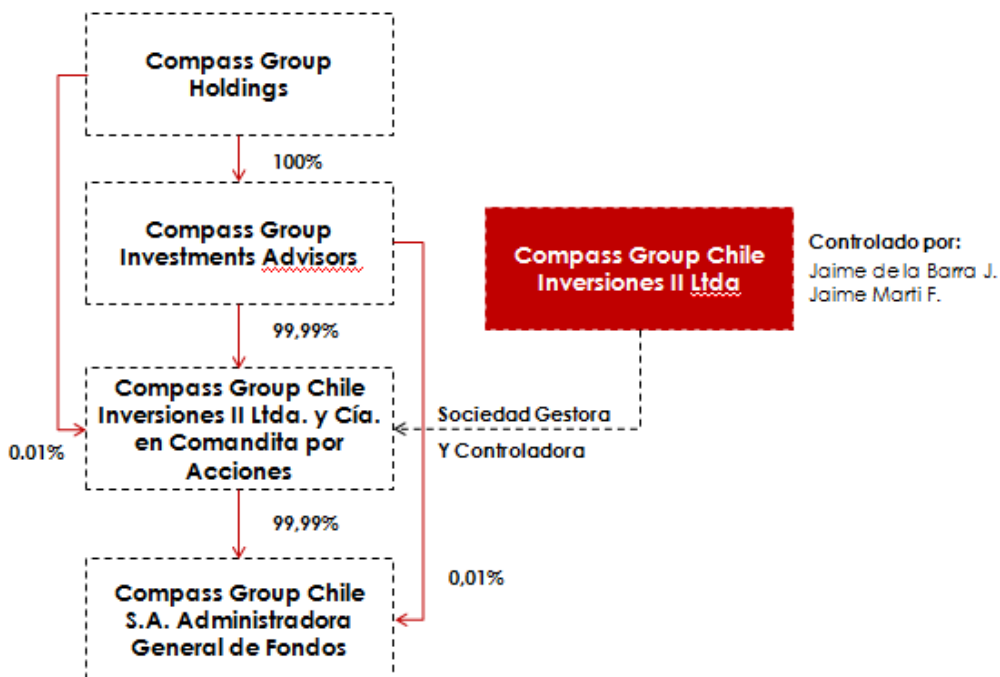 Compass Group
Holdings
100%
Compass Group
Investments Advisors
Compass Group Chile
Inversiones II Ltda
Controlado por:
Jaime de la Barra J.
Jaime Marti F.
99,99%
Compass Group Chile
Inversiones II Ltda. y Cía.
en Comandita por
Acciones
Sociedad Gestora
Y Controladora
0.01%
99,99%
0,01%
Compass Group Chile
S.A. Administradora
General de Fondos